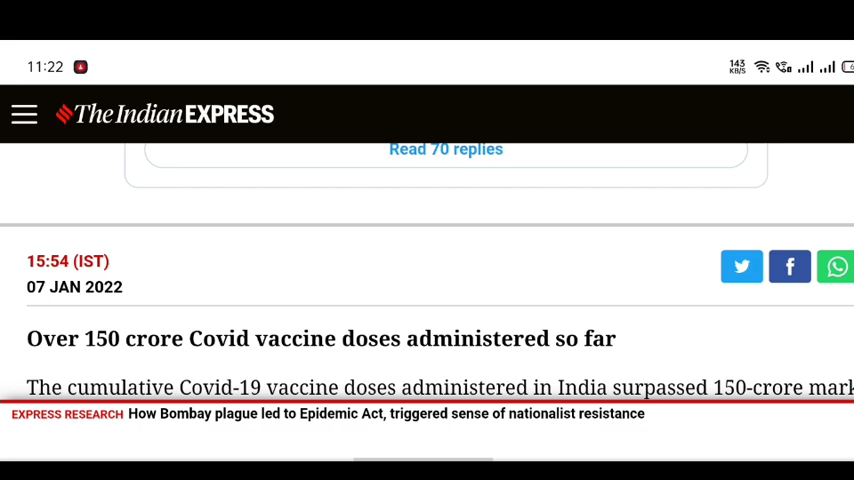 11:22
143
KB/S
The Indian EXPRESS
Read 70 replies
15:54 (IST)
07 JAN 2022
Over 150 crore Covid vaccine doses administered so far
The cumulative Covid-19 vaccine doses administered in India surpassed 150-crore mark
EXPRESS RESEARCH How Bombay plague led to Epidemic Act, triggered sense of nationalist resistance